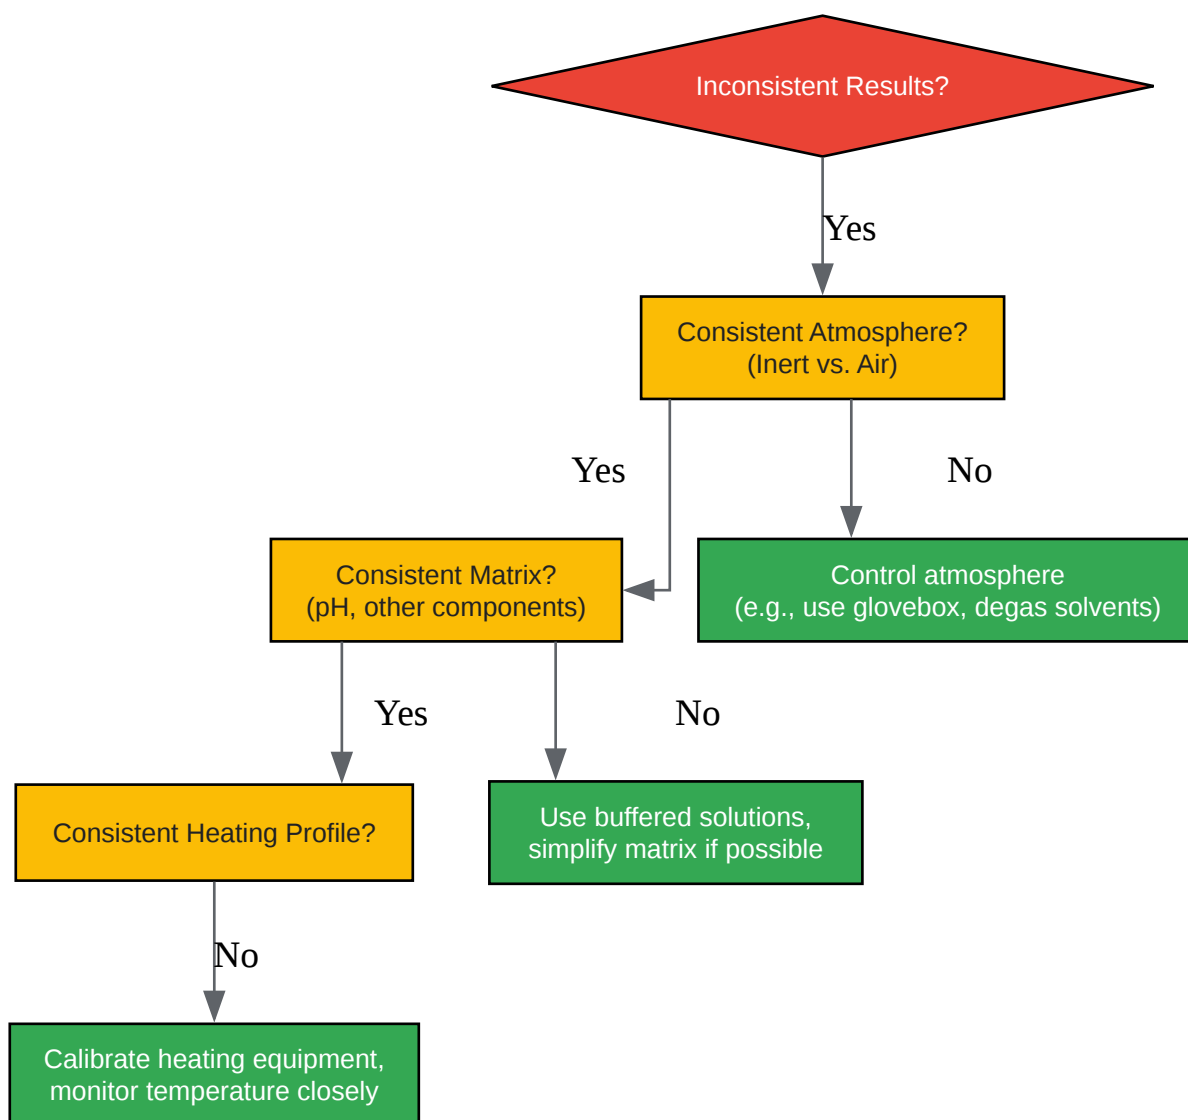 Inconsistent Results?
Yes
Consistent Atmosphere?
(Inert vs. Air)
Yes
No
Consistent Matrix?
(pH, other components)
Control atmosphere
(e.g., use glovebox, degas solvents)
Yes
No
Consistent Heating Profile?
Use buffered solutions,
simplify matrix if possible
No
Calibrate heating equipment,
monitor temperature closely